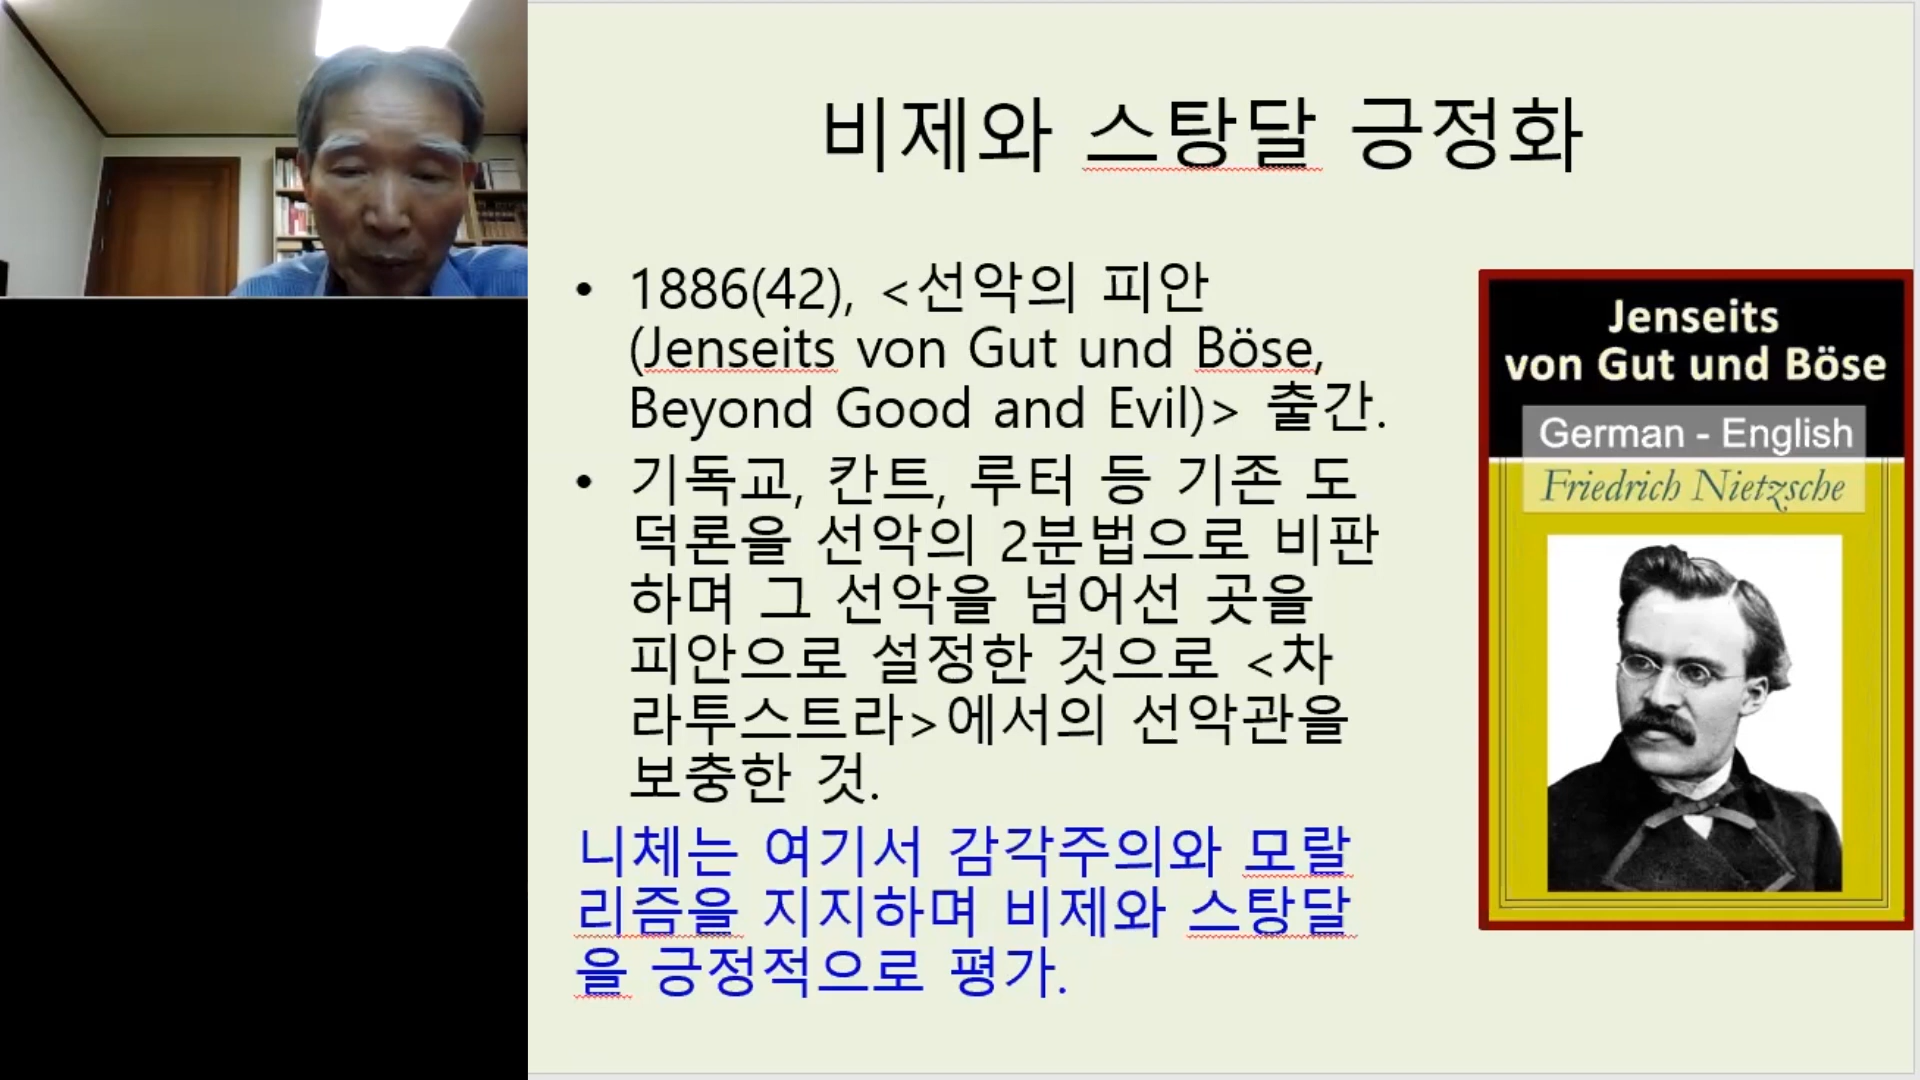 비제와 스탕달 긍정화
• 1886(42), <선악의 피안
(Jenseits von Gut und Böse,
Beyond Good and Evil)> 출간.
• 기독교, 칸트, 루터 등 기존 도
덕론을 선악의 2분법으로 비판
하며 그 선악을 넘어선 곳을
피안으로 설정한 것으로 <차
라투스트라>에서의 선악관을
보충한 것.
니체는 여기서 감각주의와 모랄
리즘을 지지하며 비제와 스탕달
을 긍정적으로 평가.
Jenseits
von Gut und Böse
German - English
Friedrich Nietzsche